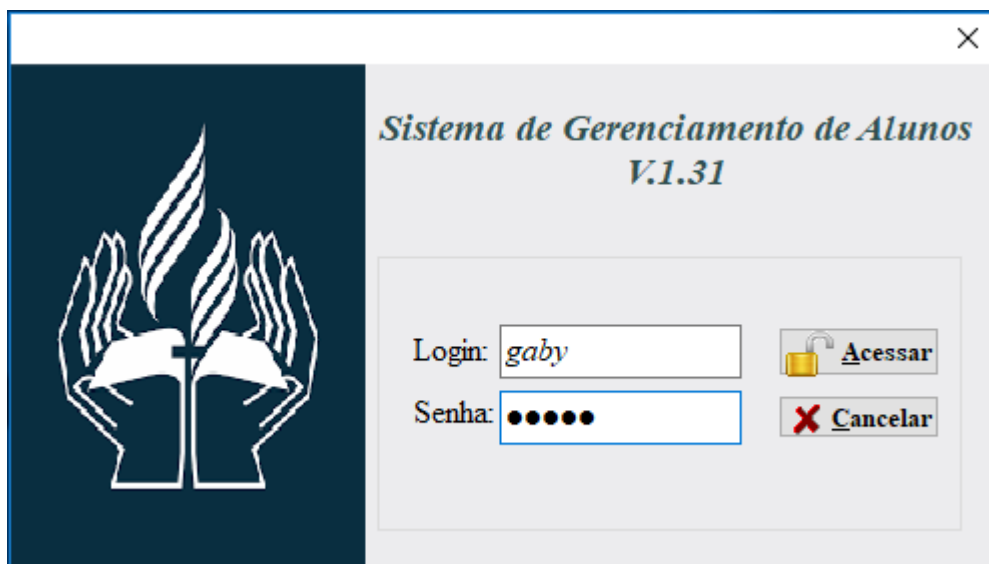 Sistema de Gerenciamento de Alunos
V.1.31
Login: gaby
Acessar
Senha: ●●●●●
Cancelar